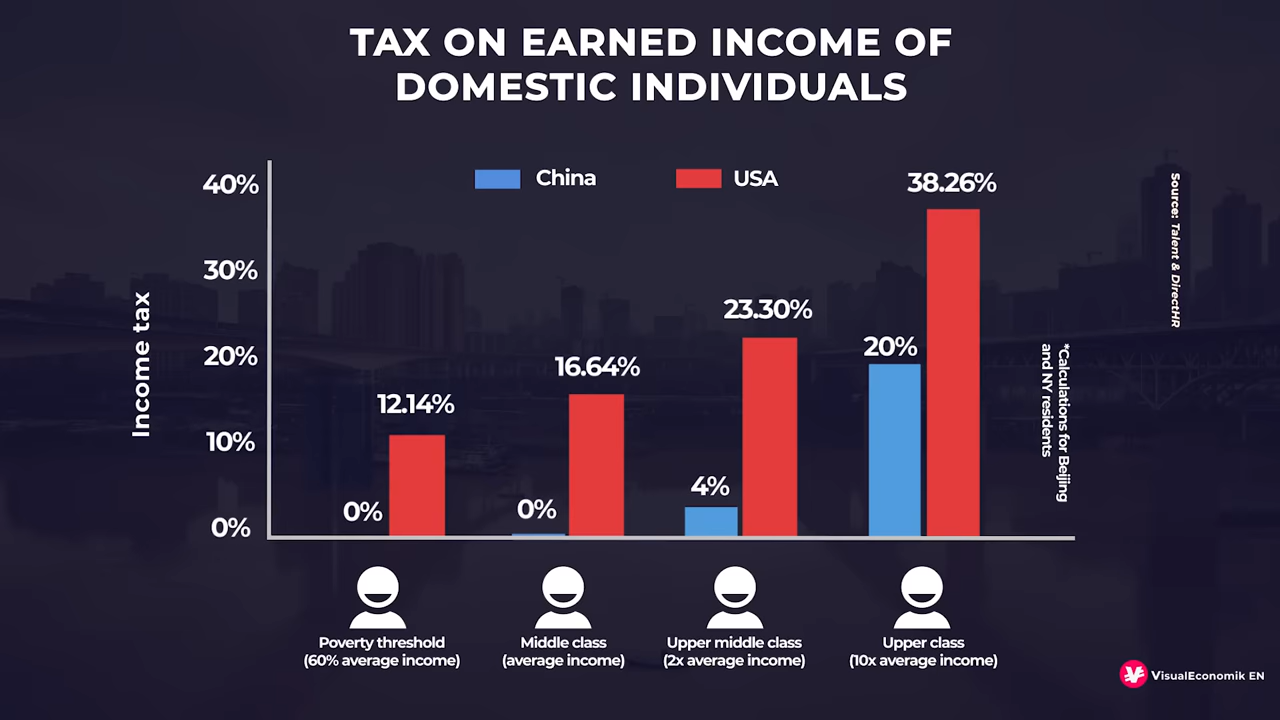 TAX ON EARNED INCOME OF
DOMESTIC INDIVIDUALS
China
USA
Income tax
40%
30%
20%
10%
0%
0%
12.14%
0%
16.64%
4%
23.30%
20%
38.26%
Poverty threshold
(60% average income)
Middle class
(average income)
Upper middle class
(2x average income)
Upper class
(10x average income)
*Calculations for Beijing
and NY residents
Source: Talent & DirectHR
VisualEconomik EN